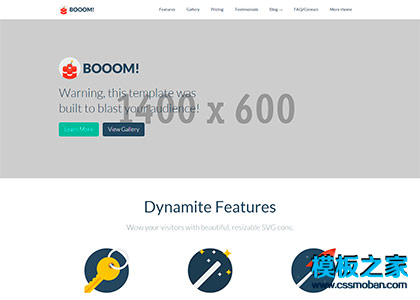 BOOOM!
Features Gallery Pricing Testimonials Blog FAQ/Contact More Home
BOOOM!
Warning, this template was
built to blast your audience!
1400 x 600
Learn More View Gallery
Dynamite Features
Wow your visitors with beautiful, resizable SVG icons.
模板之家
www.cssmoban.com